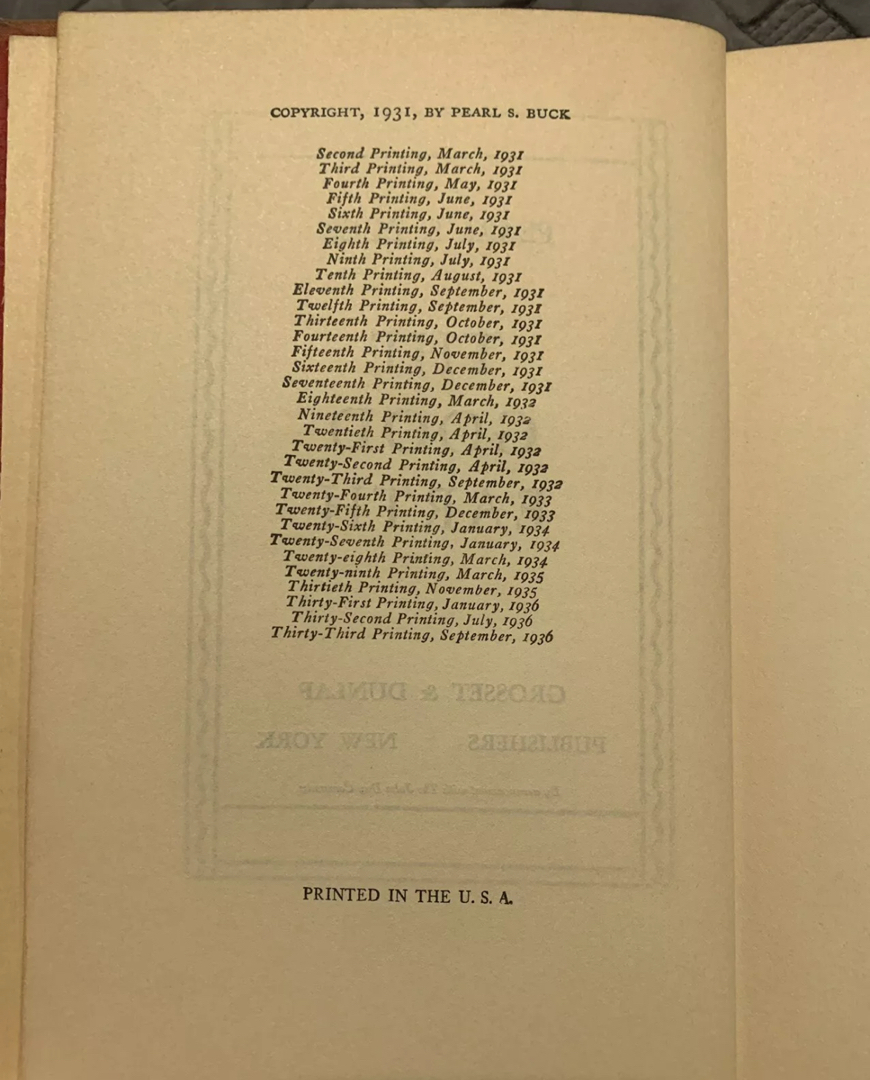 COPYRIGHT, 1931, BY PEARL S. BUCK
Second Printing, March, 1931
Third Printing, March, 1931
Fourth Printing, May, 1931
Fifth Printing, June, 1931
Sixth Printing, June, 1931
Seventh Printing, June, 1931
Eighth Printing, July, 1931
Ninth Printing, July, 1931
Tenth Printing, August, 1931
Eleventh Printing, September, 1931
Twelfth Printing, September, 1931
Thirteenth Printing, October, 1931
Fourteenth Printing, October, 1931
Fifteenth Printing, November, 1931
Sixteenth Printing, December, 1931
Seventeenth Printing, December, 1931
Eighteenth Printing, March, 1932
Nineteenth Printing, April, 1932
Twentieth Printing, April, 1932
Twenty-First Printing, April, 1932
Twenty-Second Printing, April, 1932
Twenty-Third Printing, September, 1932
Twenty-Fourth Printing, March, 1933
Twenty-Fifth Printing, December, 1933
Twenty-Sixth Printing, January, 1934
Twenty-Seventh Printing, January, 1934
Twenty-eighth Printing, March, 1934
Twenty-ninth Printing, March, 1935
Thirtieth Printing, November, 1935
Thirty-First Printing, January, 1936
Thirty-Second Printing, July, 1936
Thirty-Third Printing, September, 1936
GROSSET & DUNLAP
PUBLISHERS NEW YORK
PRINTED IN THE U. S. A.